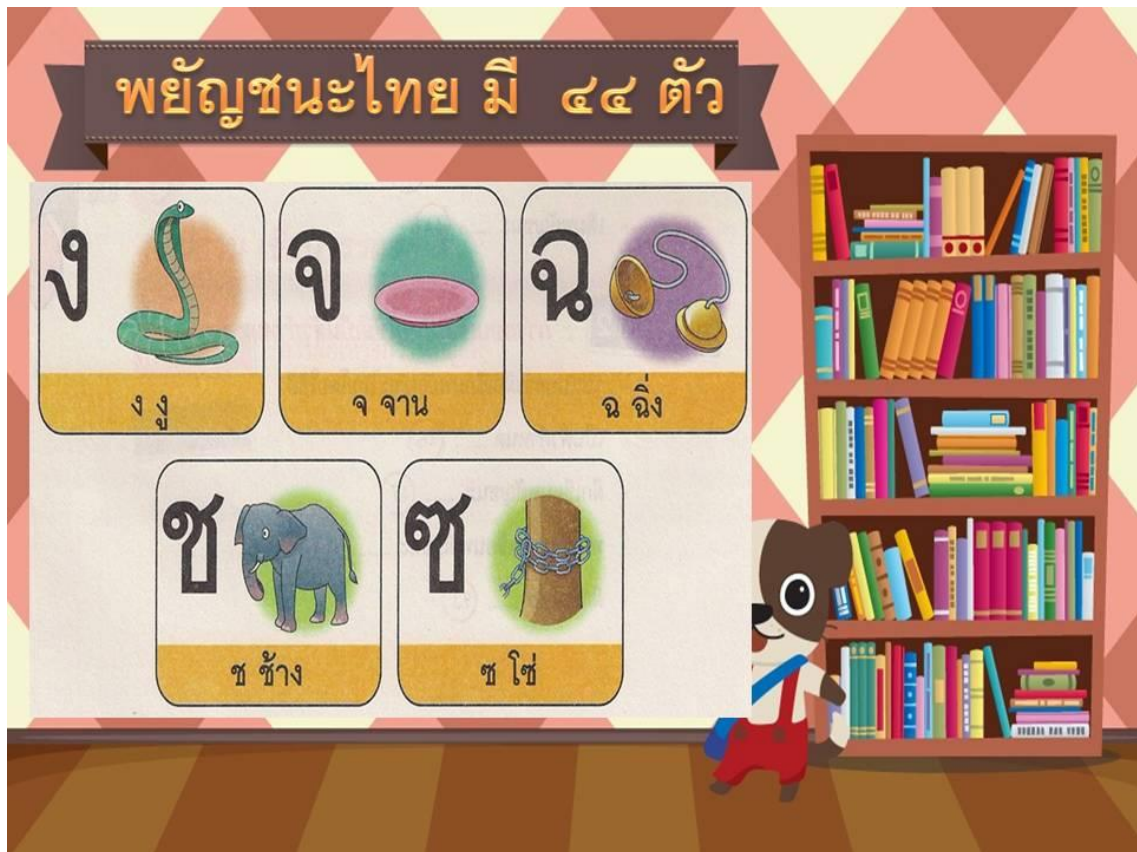 พยัญชนะไทย มี ๔๔ ตัว
ง จ ฉ
ง งู จ จาน ฉ ฉิ่ง
ช ซ
ช ช้าง ซ โซ่